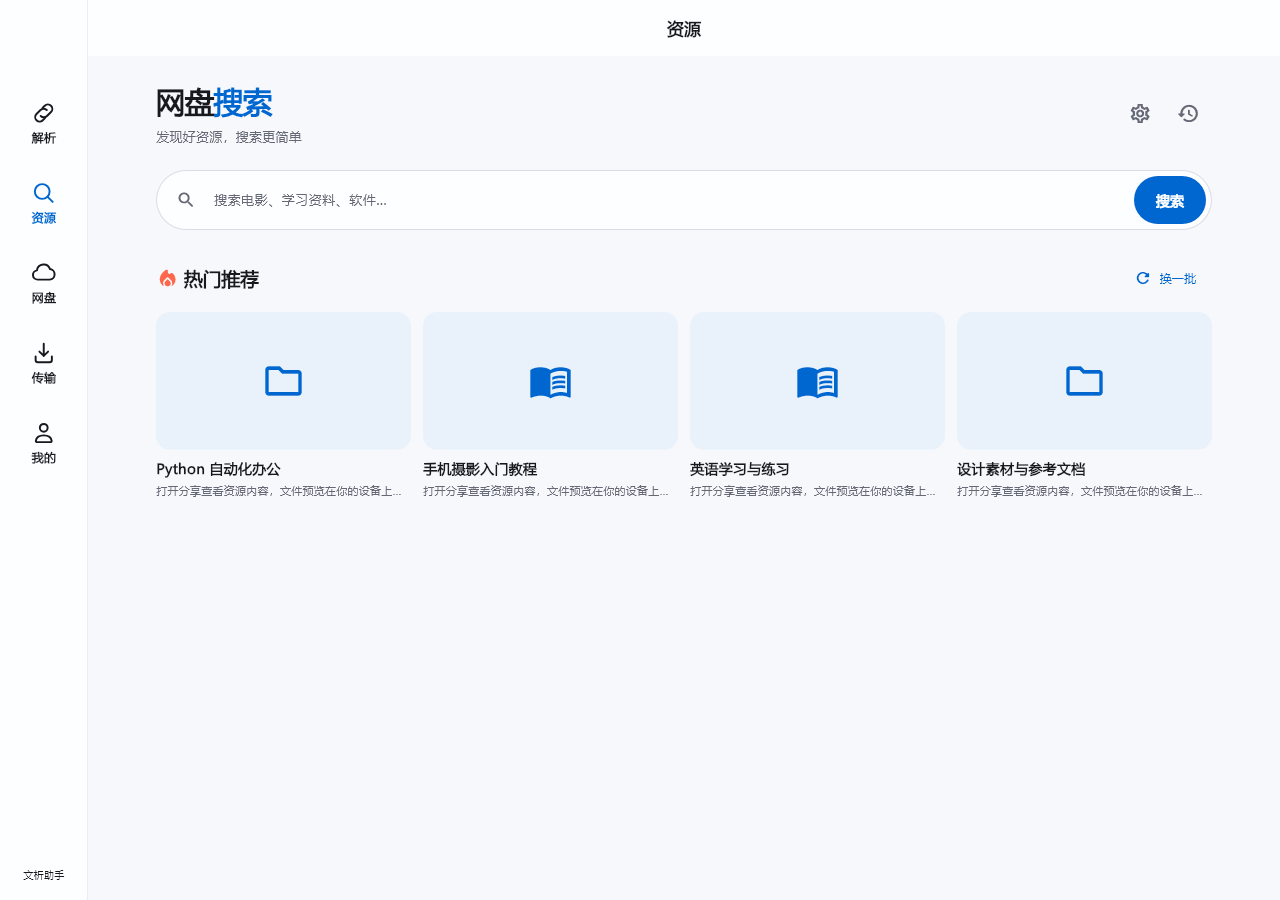 资源
解析
资源
网盘
传输
我的
文析助手
网盘搜索
发现好资源，搜索更简单
搜索电影、学习资料、软件...
搜索
热门推荐
换一批
Python 自动化办公
打开分享查看资源内容，文件预览在你的设备上...
手机摄影入门教程
打开分享查看资源内容，文件预览在你的设备上...
英语学习与练习
打开分享查看资源内容，文件预览在你的设备上...
设计素材与参考文档
打开分享查看资源内容，文件预览在你的设备上...